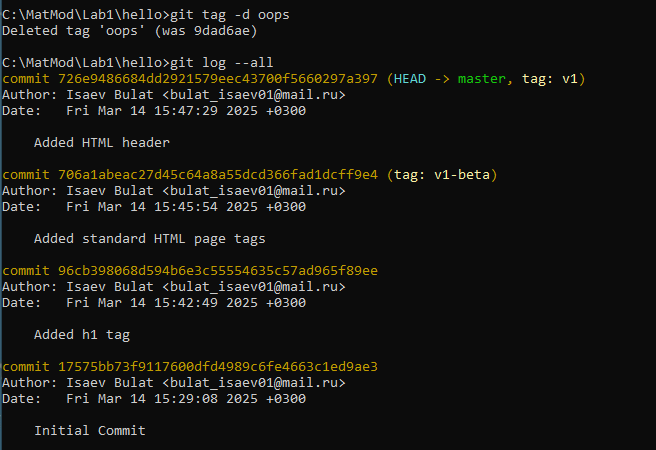 C:\MatMod\Lab1\hello>git tag -d oops
Deleted tag 'oops' (was 9dad6ae)
C:\MatMod\Lab1\hello>git log --all
commit 726e9486684dd2921579eec43700f5660297a397 (HEAD -> master, tag: v1)
Author: Isaev Bulat <bulat_isaev01@mail.ru>
Date:   Fri Mar 14 15:47:29 2025 +0300
Added HTML header
commit 706a1abeac27d45c64a8a55dcd366fad1dcff9e4 (tag: v1-beta)
Author: Isaev Bulat <bulat_isaev01@mail.ru>
Date:   Fri Mar 14 15:45:54 2025 +0300
Added standard HTML page tags
commit 96cb398068d594b6e3c55554635c57ad965f89ee
Author: Isaev Bulat <bulat_isaev01@mail.ru>
Date:   Fri Mar 14 15:42:49 2025 +0300
Added h1 tag
commit 17575bb73f9117600dfd4989c6fe4663c1ed9ae3
Author: Isaev Bulat <bulat_isaev01@mail.ru>
Date:   Fri Mar 14 15:29:08 2025 +0300
Initial Commit